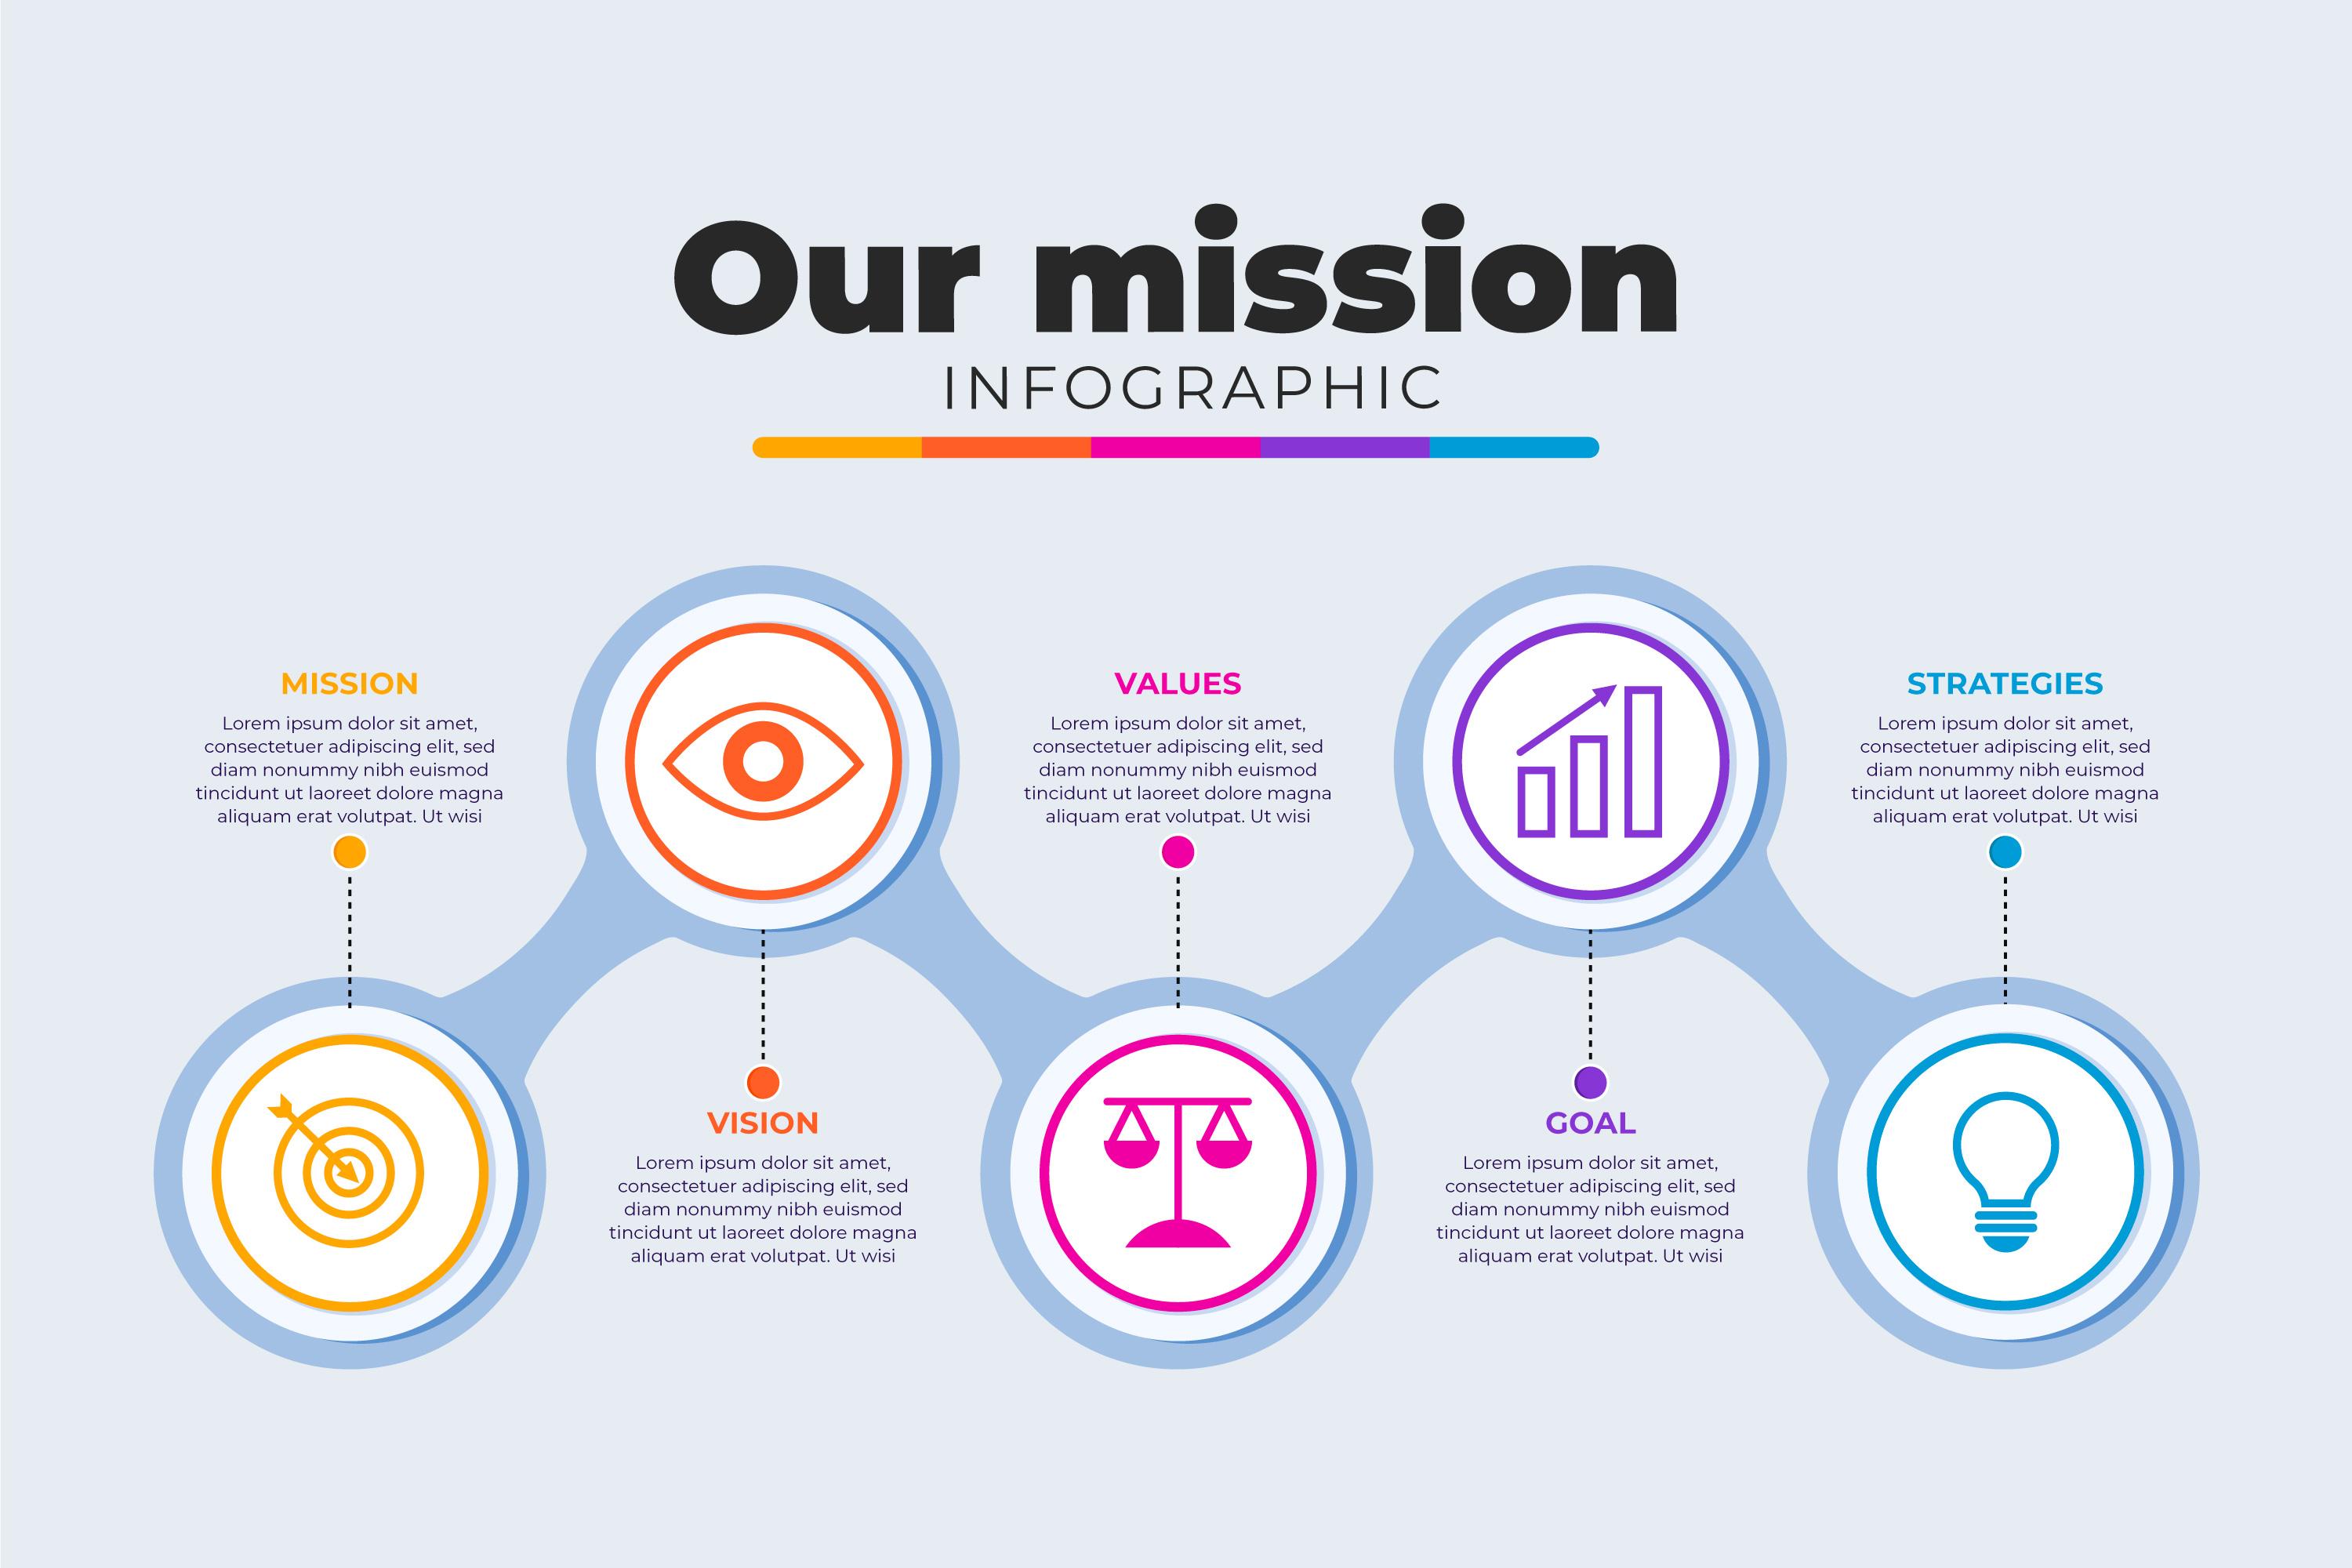 Our mission
INFOGRAPHIC
MISSION
Lorem ipsum dolor sit amet,
consectetuer adipiscing elit, sed
diam nonummy nibh euismod
tincidunt ut laoreet dolore magna
aliquam erat volutpat. Ut wisi
VISION
Lorem ipsum dolor sit amet,
consectetuer adipiscing elit, sed
diam nonummy nibh euismod
tincidunt ut laoreet dolore magna
aliquam erat volutpat. Ut wisi
VALUES
Lorem ipsum dolor sit amet,
consectetuer adipiscing elit, sed
diam nonummy nibh euismod
tincidunt ut laoreet dolore magna
aliquam erat volutpat. Ut wisi
GOAL
Lorem ipsum dolor sit amet,
consectetuer adipiscing elit, sed
diam nonummy nibh euismod
tincidunt ut laoreet dolore magna
aliquam erat volutpat. Ut wisi
STRATEGIES
Lorem ipsum dolor sit amet,
consectetuer adipiscing elit, sed
diam nonummy nibh euismod
tincidunt ut laoreet dolore magna
aliquam erat volutpat. Ut wisi